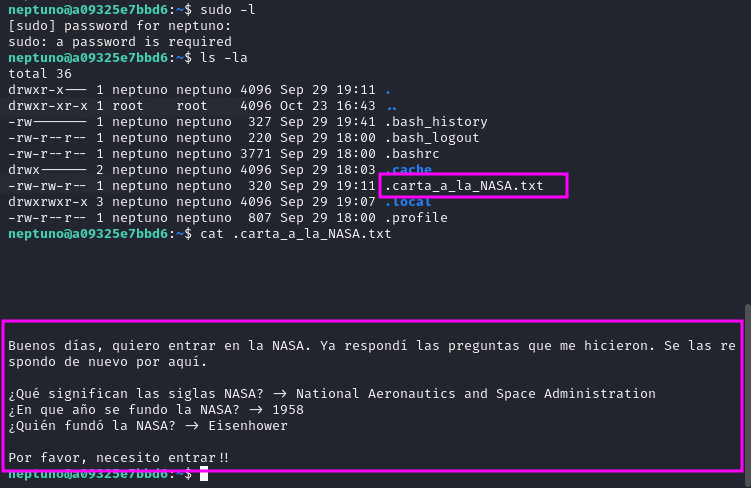 neptuno@a09325e7bbd6:~$ sudo -l
[sudo] password for neptuno:
sudo: a password is required
neptuno@a09325e7bbd6:~$ ls -la
total 36
drwxr-x--- 1 neptuno neptuno 4096 Sep 29 19:11 .
drwxr-xr-x 1 root    root    4096 Oct 23 16:43 ..
-rw------- 1 neptuno neptuno  327 Sep 29 19:41 .bash_history
-rw-r--r-- 1 neptuno neptuno  220 Sep 29 18:00 .bash_logout
-rw-r--r-- 1 neptuno neptuno 3771 Sep 29 18:00 .bashrc
drwx------ 2 neptuno neptuno 4096 Sep 29 18:03 .cache
-rw-rw-r-- 1 neptuno neptuno  320 Sep 29 19:11 .carta_a_la_NASA.txt
drwxrwxr-x 3 neptuno neptuno 4096 Sep 29 19:07 .local
-rw-r--r-- 1 neptuno neptuno  807 Sep 29 18:00 .profile
neptuno@a09325e7bbd6:~$ cat .carta_a_la_NASA.txt
Buenos días, quiero entrar en la NASA. Ya respondí las preguntas que me hicieron. Se las re
spondo de nuevo por aquí.
¿Qué significan las siglas NASA? -> National Aeronautics and Space Administration
¿En que año se fundo la NASA? -> 1958
¿Quién fundó la NASA? -> Eisenhower
Por favor, necesito entrar!!
neptuno@a09325e7bbd6:~$